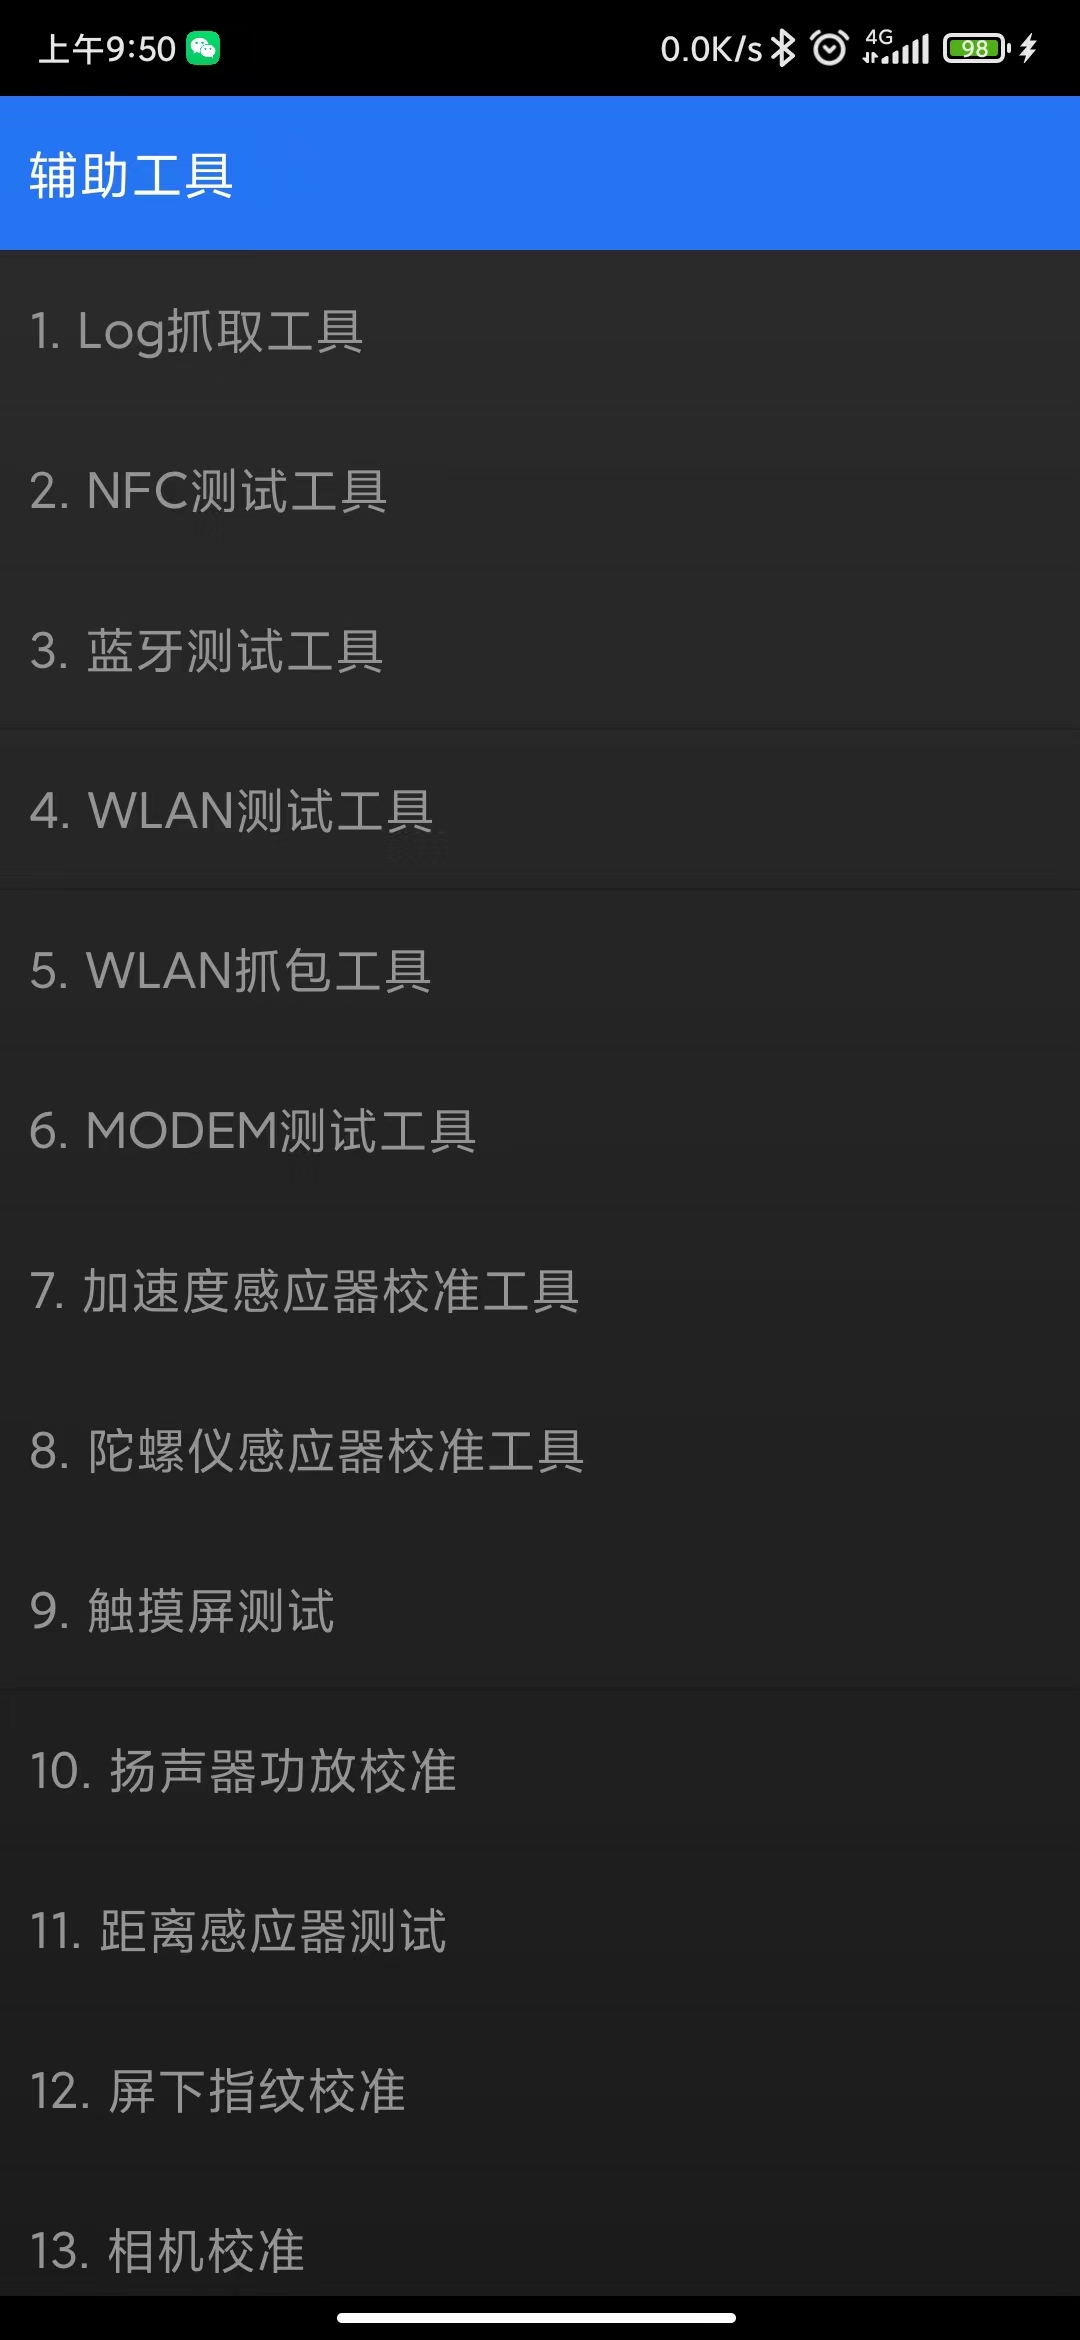 上午9:50 0.0K/s 4G 98
辅助工具
1. Log抓取工具
2. NFC测试工具
3. 蓝牙测试工具
4. WLAN测试工具
5. WLAN抓包工具
6. MODEM测试工具
7. 加速度感应器校准工具
8. 陀螺仪感应器校准工具
9. 触摸屏测试
10. 扬声器功放校准
11. 距离感应器测试
12. 屏下指纹校准
13. 相机校准